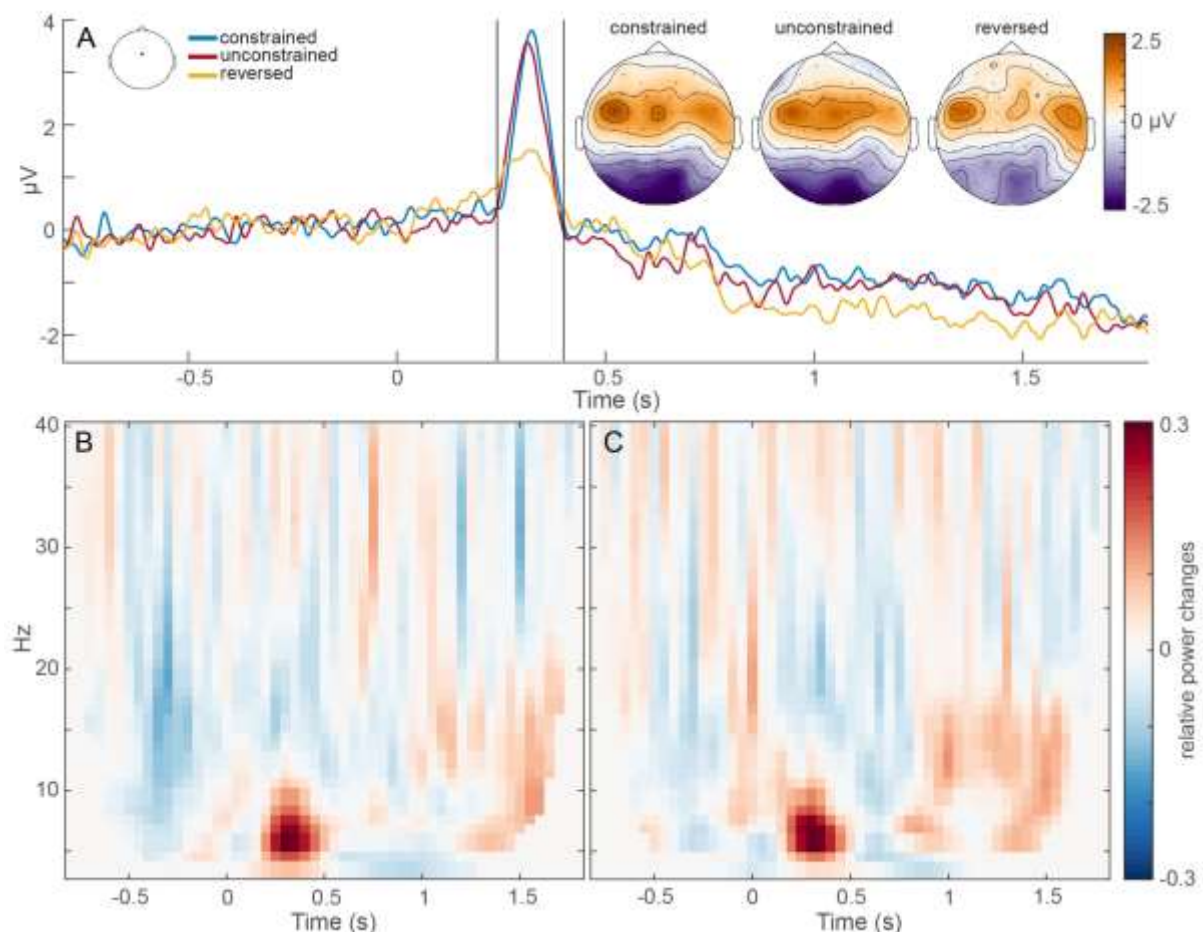 A
constrained
unconstrained
reversed
constrained unconstrained reversed
2.5
0 µV
-2.5
4
2
0
-2
µV
-0.5 0 0.5 1 1.5
Time (s)
B
C
40
30
20
10
Hz
-0.5 0 0.5 1 1.5
Time (s)
-0.5 0 0.5 1 1.5
Time (s)
0.3
0
-0.3
relative power changes